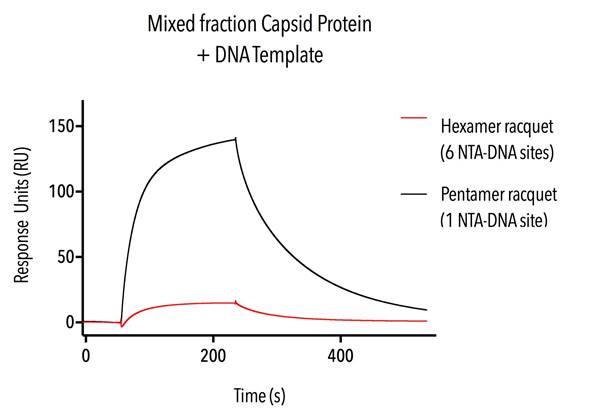 Mixed fraction Capsid Protein
+ DNA Template
Response Units (RU)
150
100
50
0
0
200
400
Time (s)
Hexamer racquet
(6 NTA-DNA sites)
Pentamer racquet
(1 NTA-DNA site)